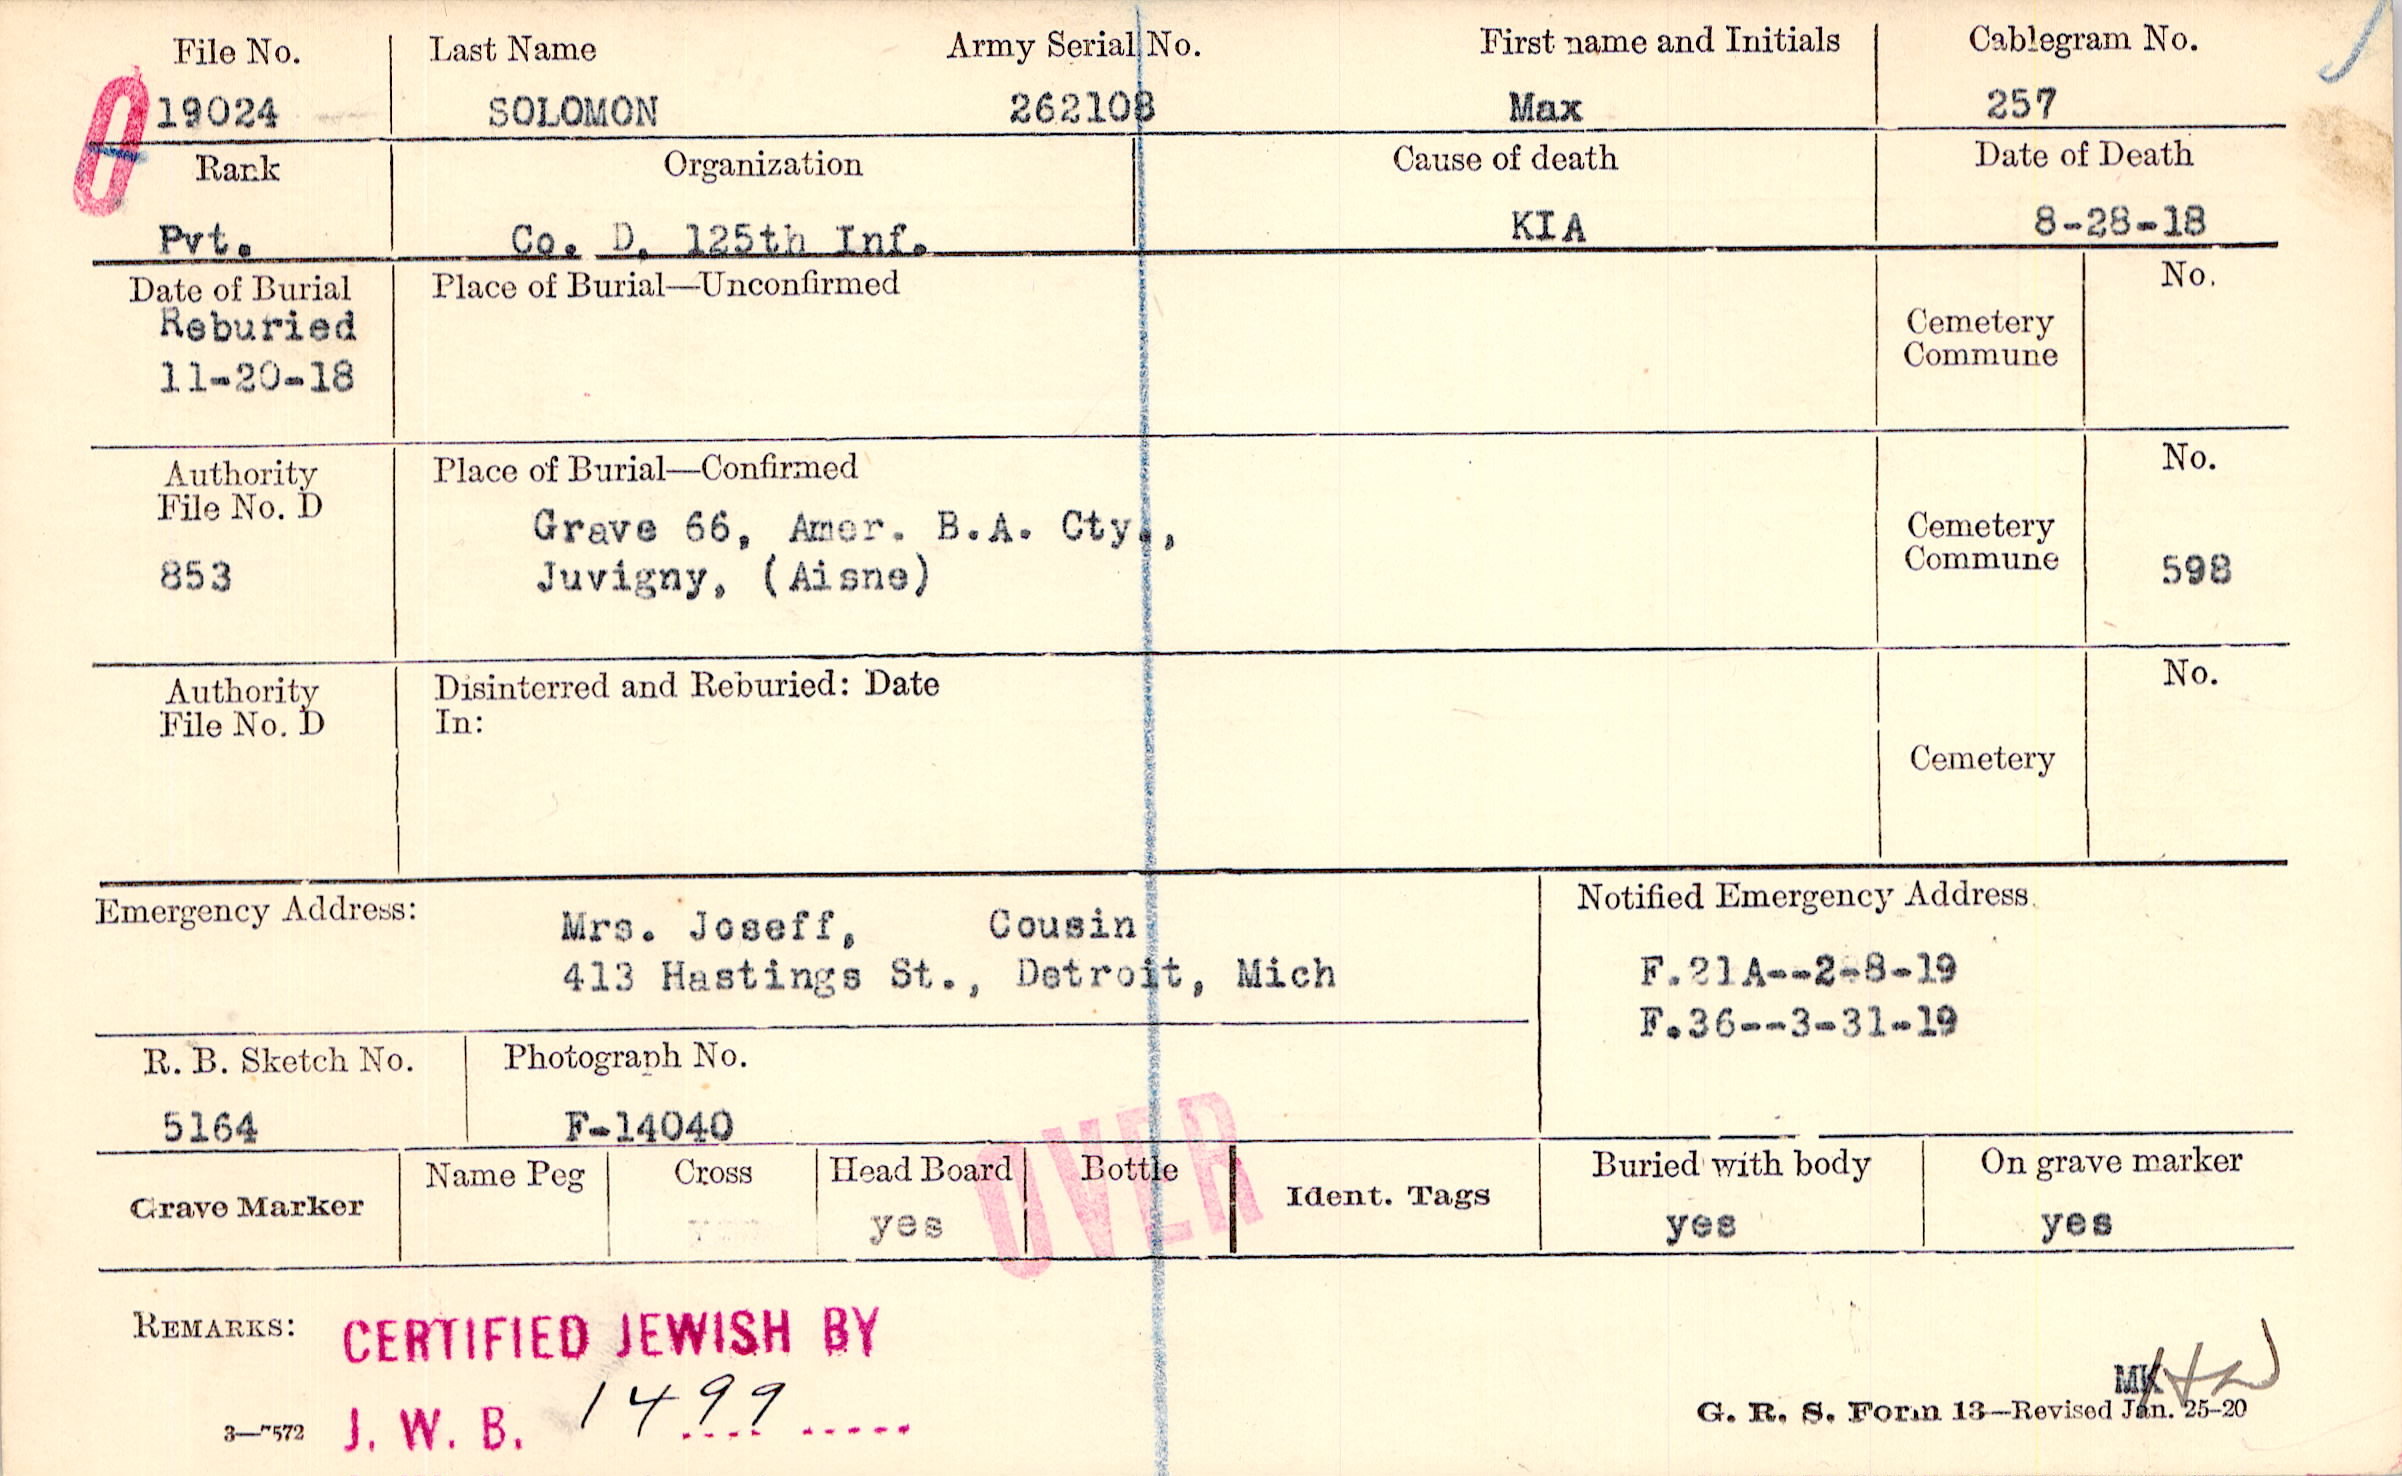 File No. Last Name Army Serial No. First name and Initials Cablegram No.
19024 SOLOMON 262108 Max 257
Rank Organization Cause of death Date of Death
Pvt. Co. D, 125th Inf. KIA 8-28-18
Date of Burial Place of Burial—Unconfirmed No.
Reburied
11-20-18
Cemetery
Commune
Authority Place of Burial—Confirmed No.
File No. D
853
Grave 66, Amer. B.A. Cty.,
Juvigny, (Aisne)
Cemetery
Commune
598
Authority Disinterred and Reburied: Date No.
File No. D In:
Cemetery
Emergency Address: Mrs. Joseff, Cousin
413 Hastings St., Detroit, Mich
Notified Emergency Address.
F.21A--2-8-19
F.36--3-31-19
R. B. Sketch No. Photograph No.
5164 F-14040
OVER
Grave Marker Name Peg Cross Head Board Bottle Ident. Tags Buried with body On grave marker
yes yes yes
REMARKS: CERTIFIED JEWISH BY
J. W. B. 1499
MK
3—7572 G. R. S. Form 13—Revised Jan. 25-20